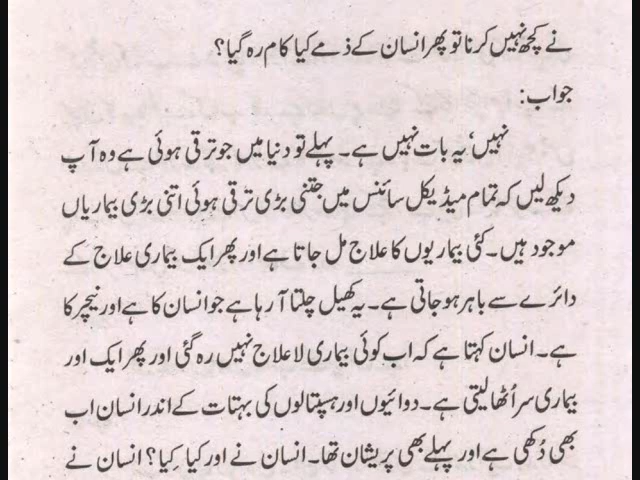 نے کچھ نہیں کرنا تو پھر انسان کے ذمے کیا کام رہ گیا؟
جواب:
نہیں، یہ بات نہیں ہے۔ پہلے تو دنیا میں جو ترقی ہوئی ہے وہ آپ
دیکھ لیں کہ تمام میڈیکل سائنس میں جتنی بڑی ترقی ہوئی اتنی بڑی بیماریاں
موجود ہیں۔ کئی بیماریوں کا علاج مل جاتا ہے اور پھر ایک بیماری علاج کے
دائرے سے باہر ہو جاتی ہے۔ یہ کھیل چلتا آ رہا ہے جو انسان کا ہے اور نیچر کا
ہے۔ انسان کہتا ہے کہ اب کوئی بیماری لاعلاج نہیں رہ گئی اور پھر ایک اور
بیماری سر اُٹھا لیتی ہے۔ دوائیوں اور ہسپتالوں کی بہتات کے اندر انسان اب
بھی دُکھی ہے اور پہلے بھی پریشان تھا۔ انسان نے اور کیا کِیا؟ انسان نے